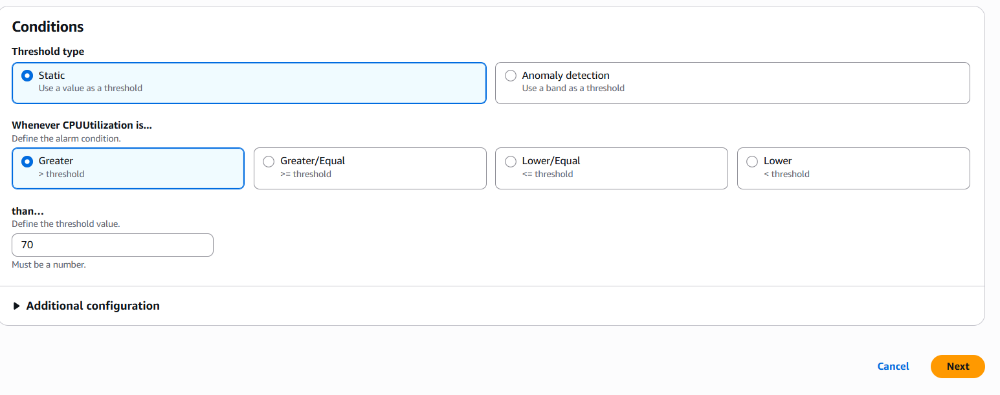 Conditions
Threshold type
Static
Use a value as a threshold
Anomaly detection
Use a band as a threshold
Whenever CPUUtilization is...
Define the alarm condition.
Greater
> threshold
Greater/Equal
>= threshold
Lower/Equal
<= threshold
Lower
< threshold
than...
Define the threshold value.
70
Must be a number.
Additional configuration
Cancel
Next